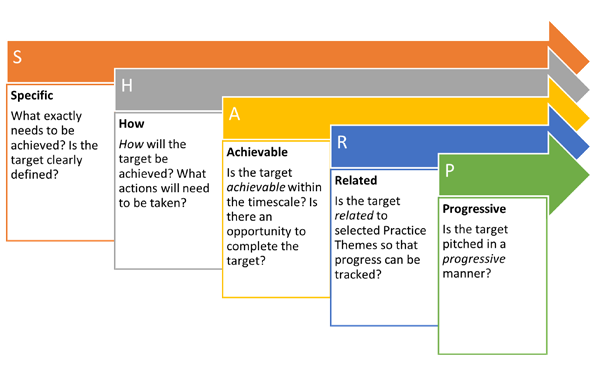 S
Specific
What exactly
needs to be
achieved? Is the
target clearly
defined?
H
How
How will the
target be
achieved? What
actions will need
to be taken?
A
Achievable
Is the target
achievable within
the timescale? Is
there an
opportunity to
complete the
target?
R
Related
Is the target
related to
selected Practice
Themes so that
progress can be
tracked?
P
Progressive
Is the target
pitched in a
progressive
manner?